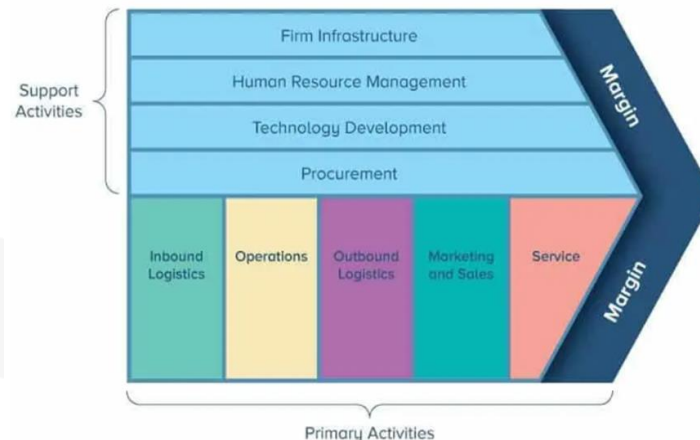 Support
Activities
Firm Infrastructure
Human Resource Management
Technology Development
Procurement
Margin
Inbound
Logistics
Operations
Outbound
Logistics
Marketing
and Sales
Service
Margin
Primary Activities